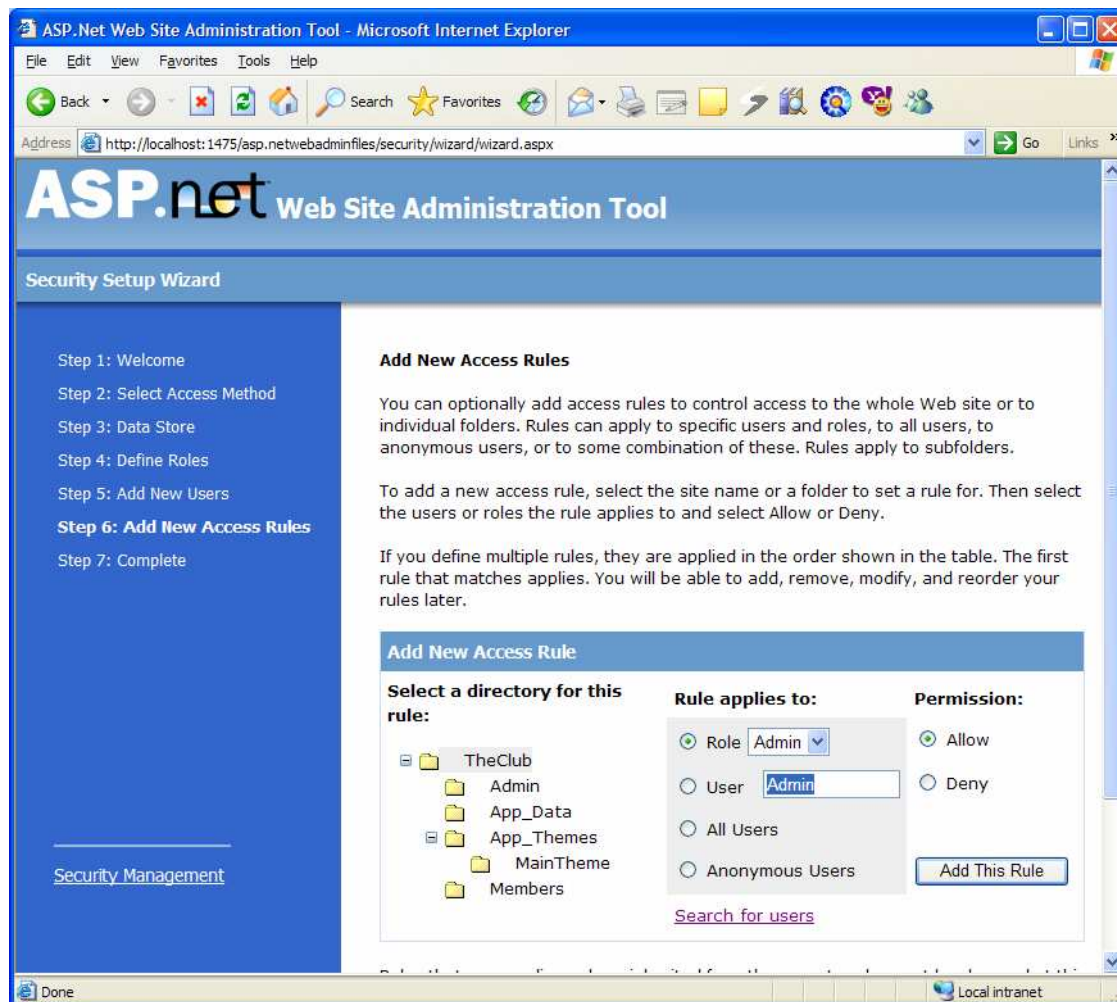 ASP.Net Web Site Administration Tool - Microsoft Internet Explorer
File Edit View Favorites Tools Help
Back Search Favorites
Address http://localhost:1475/asp.netwebadminfiles/security/wizard/wizard.aspx Go Links »
ASP.net Web Site Administration Tool
Security Setup Wizard
Step 1: Welcome
Step 2: Select Access Method
Step 3: Data Store
Step 4: Define Roles
Step 5: Add New Users
Step 6: Add New Access Rules
Step 7: Complete
Security Management
Add New Access Rules
You can optionally add access rules to control access to the whole Web site or to
individual folders. Rules can apply to specific users and roles, to all users, to
anonymous users, or to some combination of these. Rules apply to subfolders.
To add a new access rule, select the site name or a folder to set a rule for. Then select
the users or roles the rule applies to and select Allow or Deny.
If you define multiple rules, they are applied in the order shown in the table. The first
rule that matches applies. You will be able to add, remove, modify, and reorder your
rules later.
Add New Access Rule
Select a directory for this
rule:
TheClub
Admin
App_Data
App_Themes
MainTheme
Members
Rule applies to:
Role Admin
User Admin
All Users
Anonymous Users
Search for users
Permission:
Allow
Deny
Add This Rule
Done
Local intranet